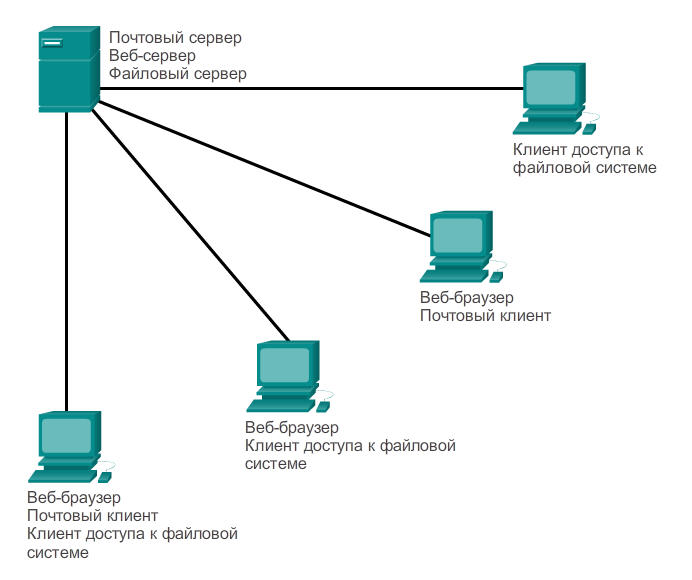 Почтовый сервер
Веб-сервер
Файловый сервер
Клиент доступа к
файловой системе
Веб-браузер
Почтовый клиент
Веб-браузер
Клиент доступа к файловой
системе
Веб-браузер
Почтовый клиент
Клиент доступа к файловой
системе